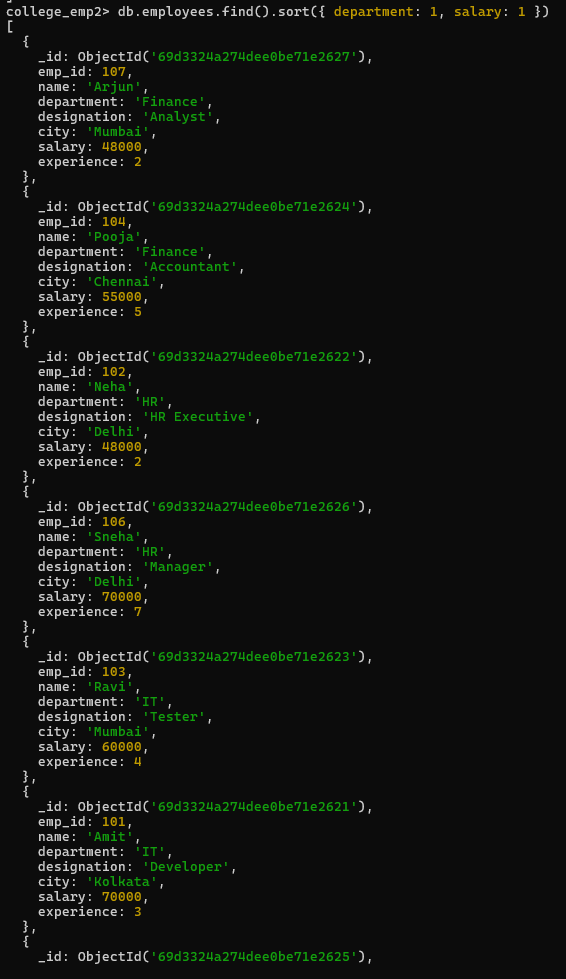 college_emp2> db.employees.find().sort({ department: 1, salary: 1 })
[
  {
    _id: ObjectId('69d3324a274dee0be71e2627'),
    emp_id: 107,
    name: 'Arjun',
    department: 'Finance',
    designation: 'Analyst',
    city: 'Mumbai',
    salary: 48000,
    experience: 2
  },
  {
    _id: ObjectId('69d3324a274dee0be71e2624'),
    emp_id: 104,
    name: 'Pooja',
    department: 'Finance',
    designation: 'Accountant',
    city: 'Chennai',
    salary: 55000,
    experience: 5
  },
  {
    _id: ObjectId('69d3324a274dee0be71e2622'),
    emp_id: 102,
    name: 'Neha',
    department: 'HR',
    designation: 'HR Executive',
    city: 'Delhi',
    salary: 48000,
    experience: 2
  },
  {
    _id: ObjectId('69d3324a274dee0be71e2626'),
    emp_id: 106,
    name: 'Sneha',
    department: 'HR',
    designation: 'Manager',
    city: 'Delhi',
    salary: 70000,
    experience: 7
  },
  {
    _id: ObjectId('69d3324a274dee0be71e2623'),
    emp_id: 103,
    name: 'Ravi',
    department: 'IT',
    designation: 'Tester',
    city: 'Mumbai',
    salary: 60000,
    experience: 4
  },
  {
    _id: ObjectId('69d3324a274dee0be71e2621'),
    emp_id: 101,
    name: 'Amit',
    department: 'IT',
    designation: 'Developer',
    city: 'Kolkata',
    salary: 70000,
    experience: 3
  },
  {
    _id: ObjectId('69d3324a274dee0be71e2625'),